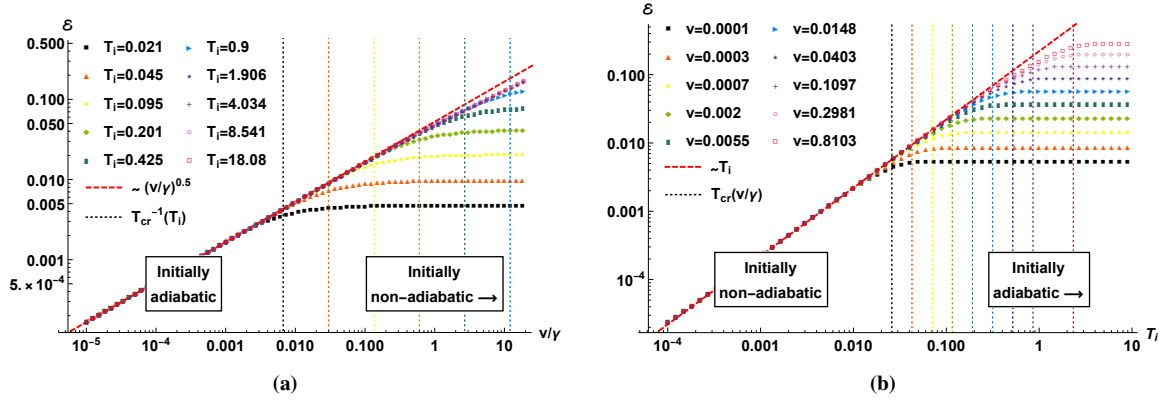 ℰ
0.500
0.100
0.050
0.010
0.005
0.001
5.×10⁻⁴
T_i=0.021
T_i=0.045
T_i=0.095
T_i=0.201
T_i=0.425
T_i=0.9
T_i=1.906
T_i=4.034
T_i=8.541
T_i=18.08
~ (v/γ)^0.5
T_cr⁻¹(T_i)
Initially
adiabatic
Initially
non-adiabatic →
10⁻⁵
10⁻⁴
0.001
0.010
0.100
1
10
v/γ
(a)
ℰ
0.100
0.010
0.001
10⁻⁴
v=0.0001
v=0.0003
v=0.0007
v=0.002
v=0.0055
v=0.0148
v=0.0403
v=0.1097
v=0.2981
v=0.8103
~T_i
T_cr(v/γ)
Initially
non-adiabatic
Initially
adiabatic →
10⁻⁴
0.001
0.010
0.100
1
10
T_i
(b)